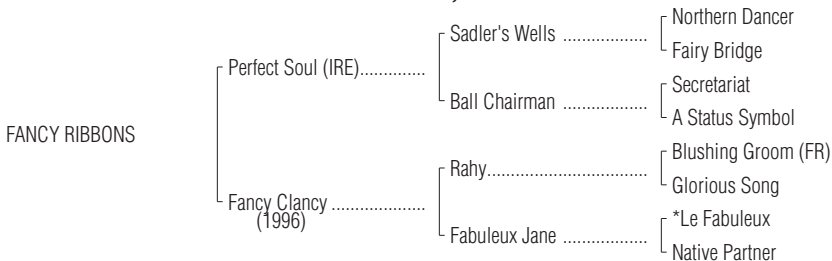 Northern Dancer
Sadler's Wells ..................
Fairy Bridge
Perfect Soul (IRE)..............
Secretariat
Ball Chairman ..................
A Status Symbol
FANCY RIBBONS
Blushing Groom (FR)
Rahy..................................
Glorious Song
Fancy Clancy ....................
(1996)
*Le Fabuleux
Fabuleux Jane ..................
Native Partner